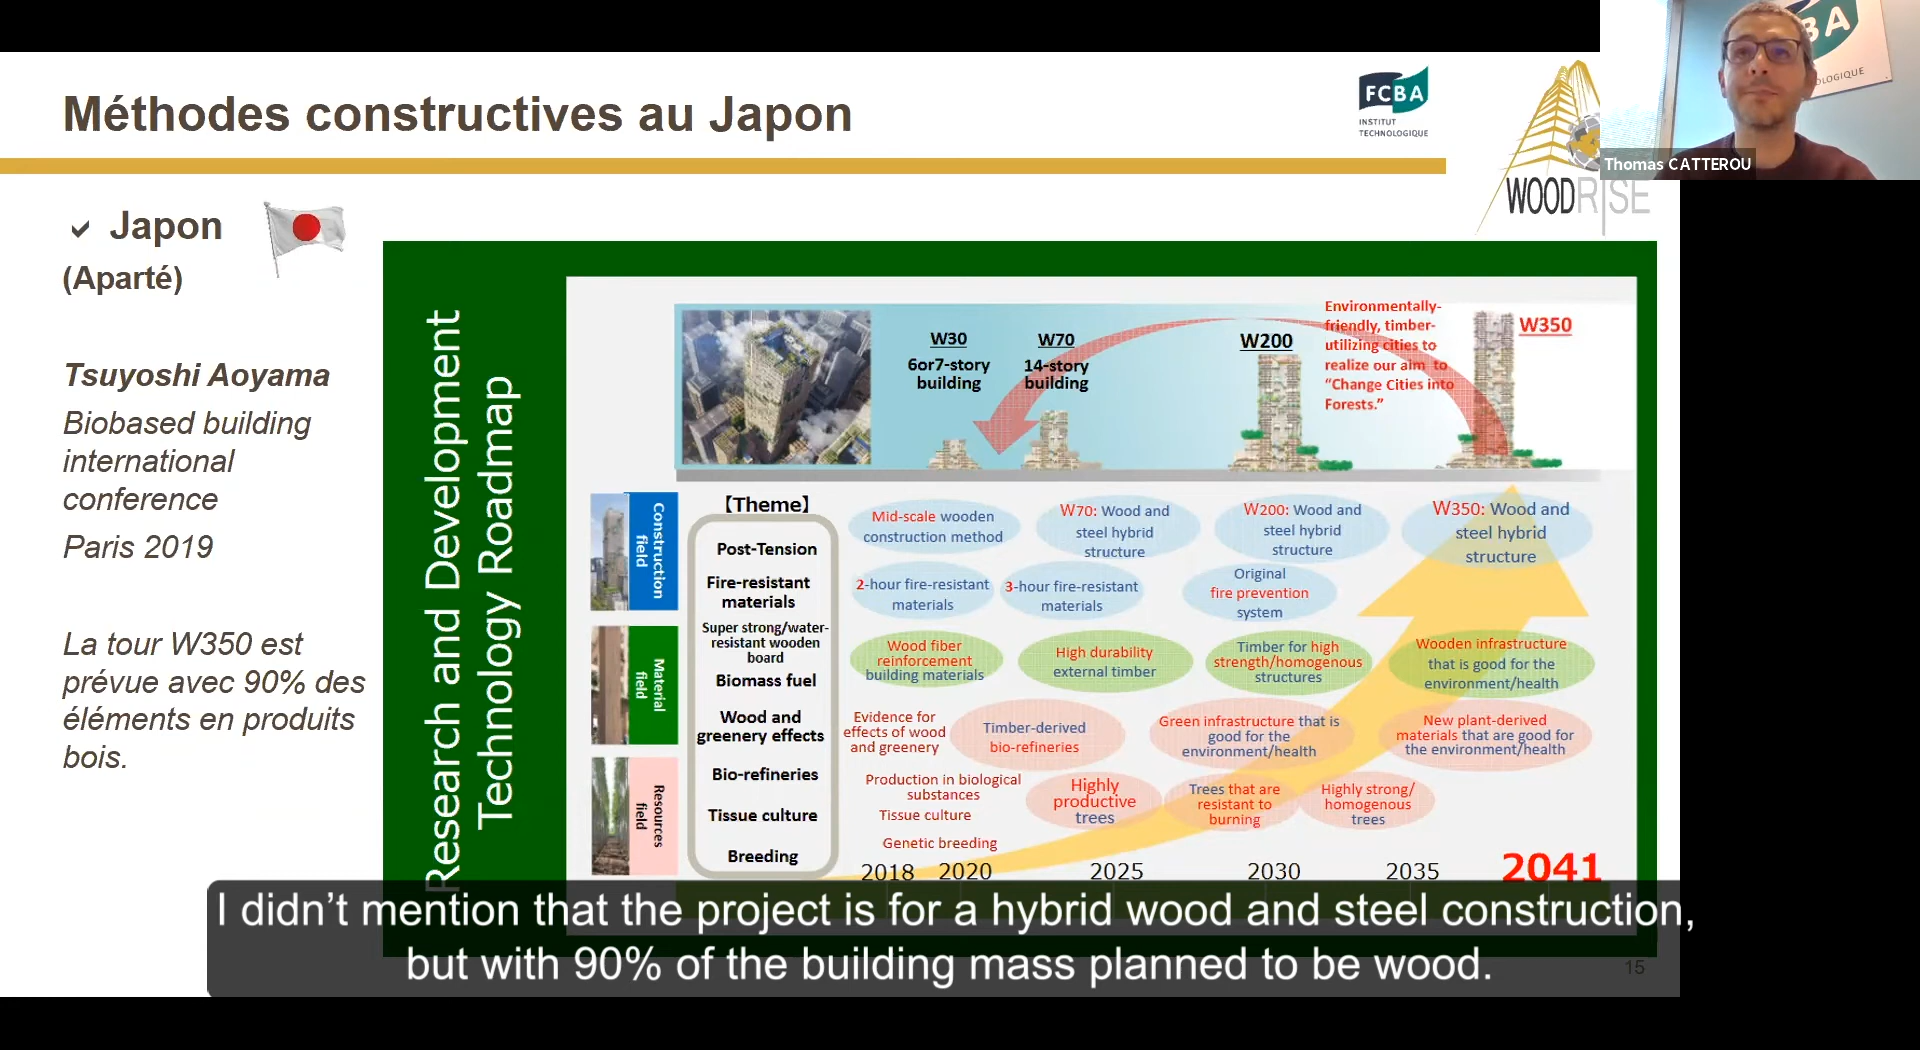 Méthodes constructives au Japon
FCBA
INSTITUT
TECHNOLOGIQUE
WOODRISE
BA
OLOGIQUE
Thomas CATTEROU
Japon
(Aparté)
Tsuyoshi Aoyama
Biobased building
international
conference
Paris 2019
La tour W350 est
prévue avec 90% des
éléments en produits
bois.
Research and Development
Technology Roadmap
W30
6or7-story
building
W70
14-story
building
W200
Environmentally-
friendly, timber-
utilizing cities to
realize our aim to
"Change Cities into
Forests."
W350
Construction
field
Material
field
Resources
field
【Theme】
Post-Tension
Fire-resistant
materials
Super strong/water-
resistant wooden
board
Biomass fuel
Wood and
greenery effects
Bio-refineries
Tissue culture
Breeding
Mid-scale wooden
construction method
W70: Wood and
steel hybrid
structure
W200: Wood and
steel hybrid
structure
W350: Wood and
steel hybrid
structure
2-hour fire-resistant
materials
3-hour fire-resistant
materials
Original
fire prevention
system
Wood fiber
reinforcement
building materials
High durability
external timber
Timber for high
strength/homogenous
structures
Wooden infrastructure
that is good for the
environment/health
Evidence for
effects of wood
and greenery
Timber-derived
bio-refineries
Green infrastructure that is
good for the
environment/health
New plant-derived
materials that are good for
the environment/health
Production in biological
substances
Tissue culture
Genetic breeding
Highly
productive
trees
Trees that are
resistant to
burning
Highly strong/
homogenous
trees
2018 2020 2025 2030 2035 2041
I didn't mention that the project is for a hybrid wood and steel construction,
but with 90% of the building mass planned to be wood.
15